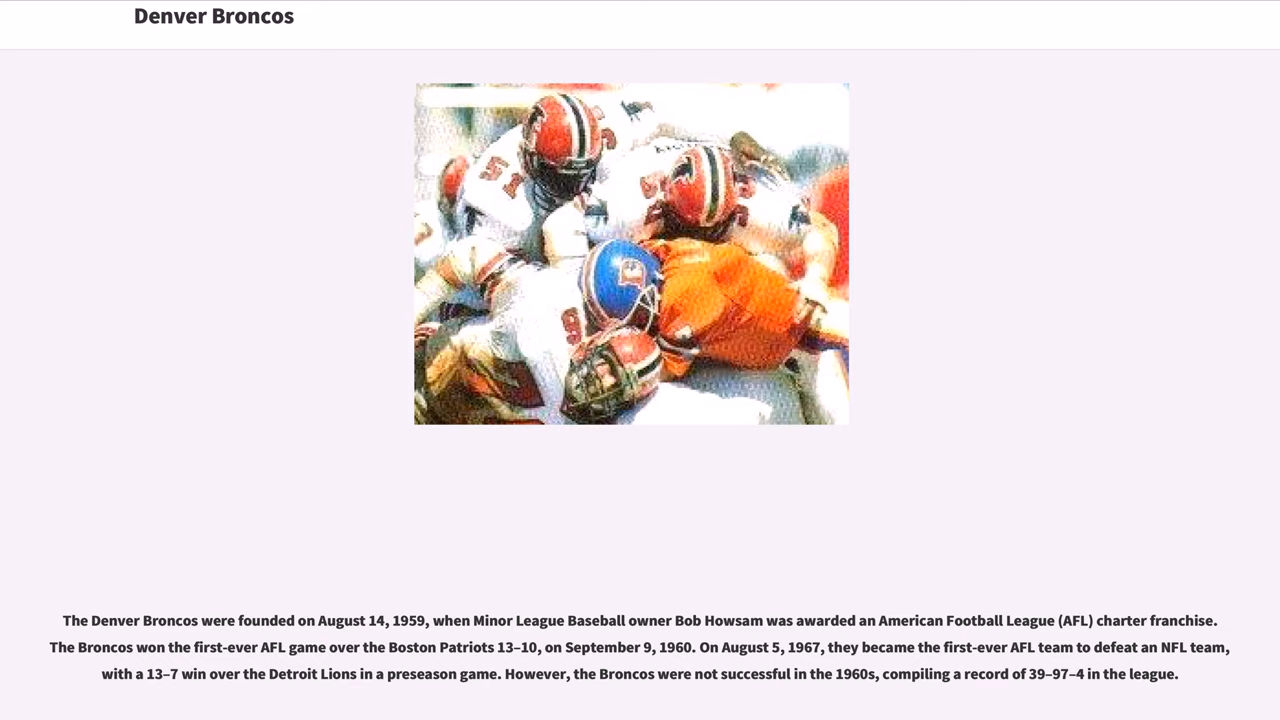 Denver Broncos
51
The Denver Broncos were founded on August 14, 1959, when Minor League Baseball owner Bob Howsam was awarded an American Football League (AFL) charter franchise.
The Broncos won the first-ever AFL game over the Boston Patriots 13–10, on September 9, 1960. On August 5, 1967, they became the first-ever AFL team to defeat an NFL team,
with a 13–7 win over the Detroit Lions in a preseason game. However, the Broncos were not successful in the 1960s, compiling a record of 39–97–4 in the league.